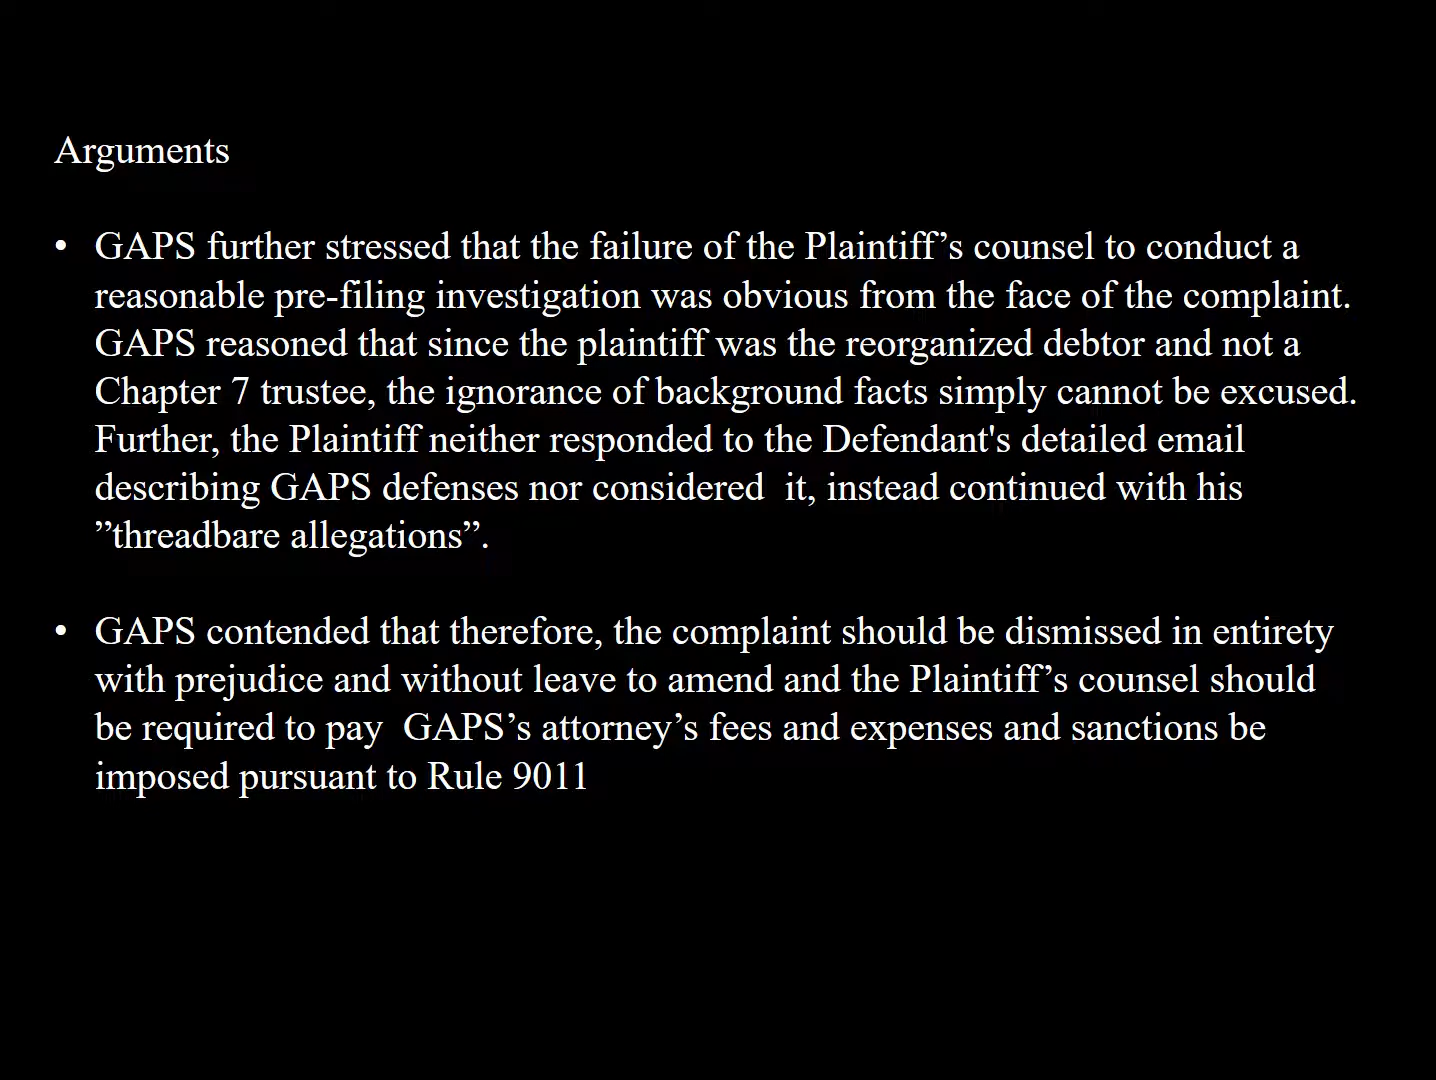 Arguments
• GAPS further stressed that the failure of the Plaintiff’s counsel to conduct a
reasonable pre-filing investigation was obvious from the face of the complaint.
GAPS reasoned that since the plaintiff was the reorganized debtor and not a
Chapter 7 trustee, the ignorance of background facts simply cannot be excused.
Further, the Plaintiff neither responded to the Defendant's detailed email
describing GAPS defenses nor considered  it, instead continued with his
”threadbare allegations”.
• GAPS contended that therefore, the complaint should be dismissed in entirety
with prejudice and without leave to amend and the Plaintiff’s counsel should
be required to pay  GAPS’s attorney’s fees and expenses and sanctions be
imposed pursuant to Rule 9011